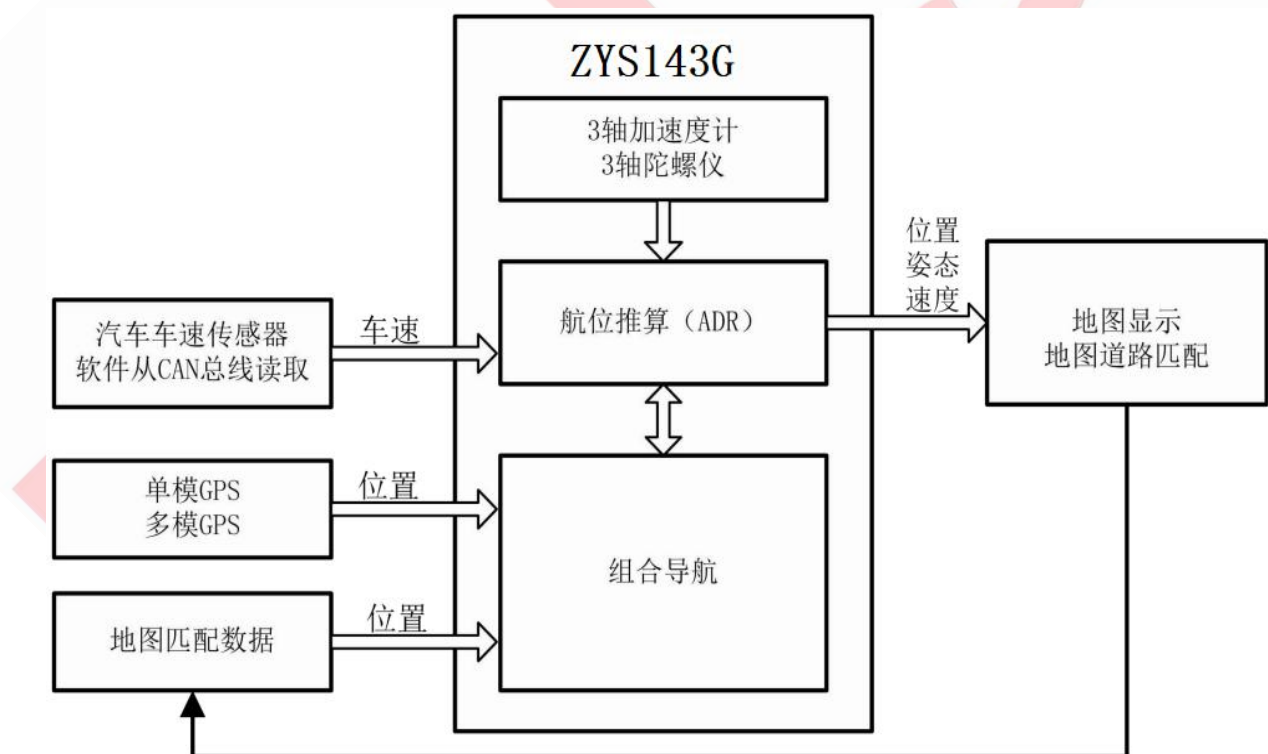 ZYS143G
3轴加速度计
3轴陀螺仪
汽车车速传感器
软件从CAN总线读取
车速
航位推算（ADR）
位置
姿态
速度
地图显示
地图道路匹配
单模GPS
多模GPS
位置
组合导航
地图匹配数据
位置